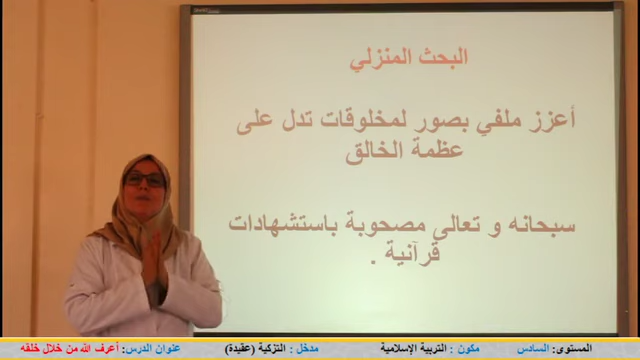 البحث المنزلي
أعزز ملفي بصور لمخلوقات تدل على
عظمة الخالق
سبحانه و تعالى مصحوبة باستشهادات
قرآنية .
المستوى: السادس مكون : التربية الإسلامية مدخل : التزكية (عقيدة) عنوان الدرس: أعرف الله من خلال خلقه